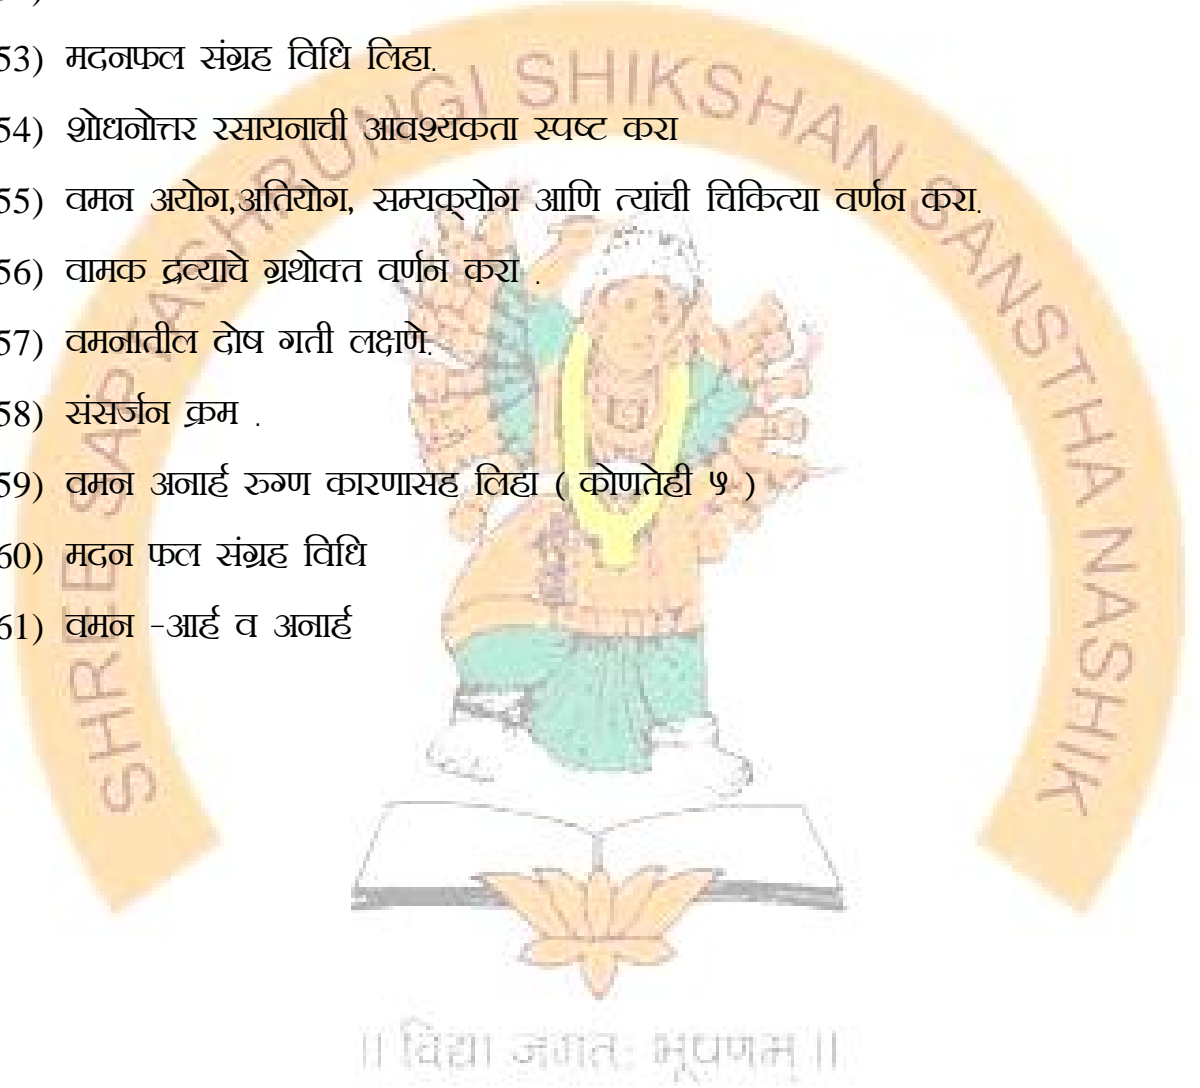 53) मदनफल संग्रह विधि लिहा.
54) शोधनोत्तर रसायनाची आवश्यकता स्पष्ट करा
55) वमन अयोग,अतियोग, सम्यक्‌योग आणि त्यांची चिकित्या वर्णन करा.
56) वामक द्रव्याचे ग्रथोक्त वर्णन करा .
57) वमनातील दोष गती लक्षणे.
58) संसर्जन क्रम .
59) वमन अनार्ह रुग्ण कारणासह लिहा ( कोणतेही ५ )
60) मदन फल संग्रह विधि
61) वमन -आर्ह व अनार्ह
SHREE SAPTASHRUNGI SHIKSHAN SANSTHA NASHIK
॥ विद्या जगतः भूषणम् ॥